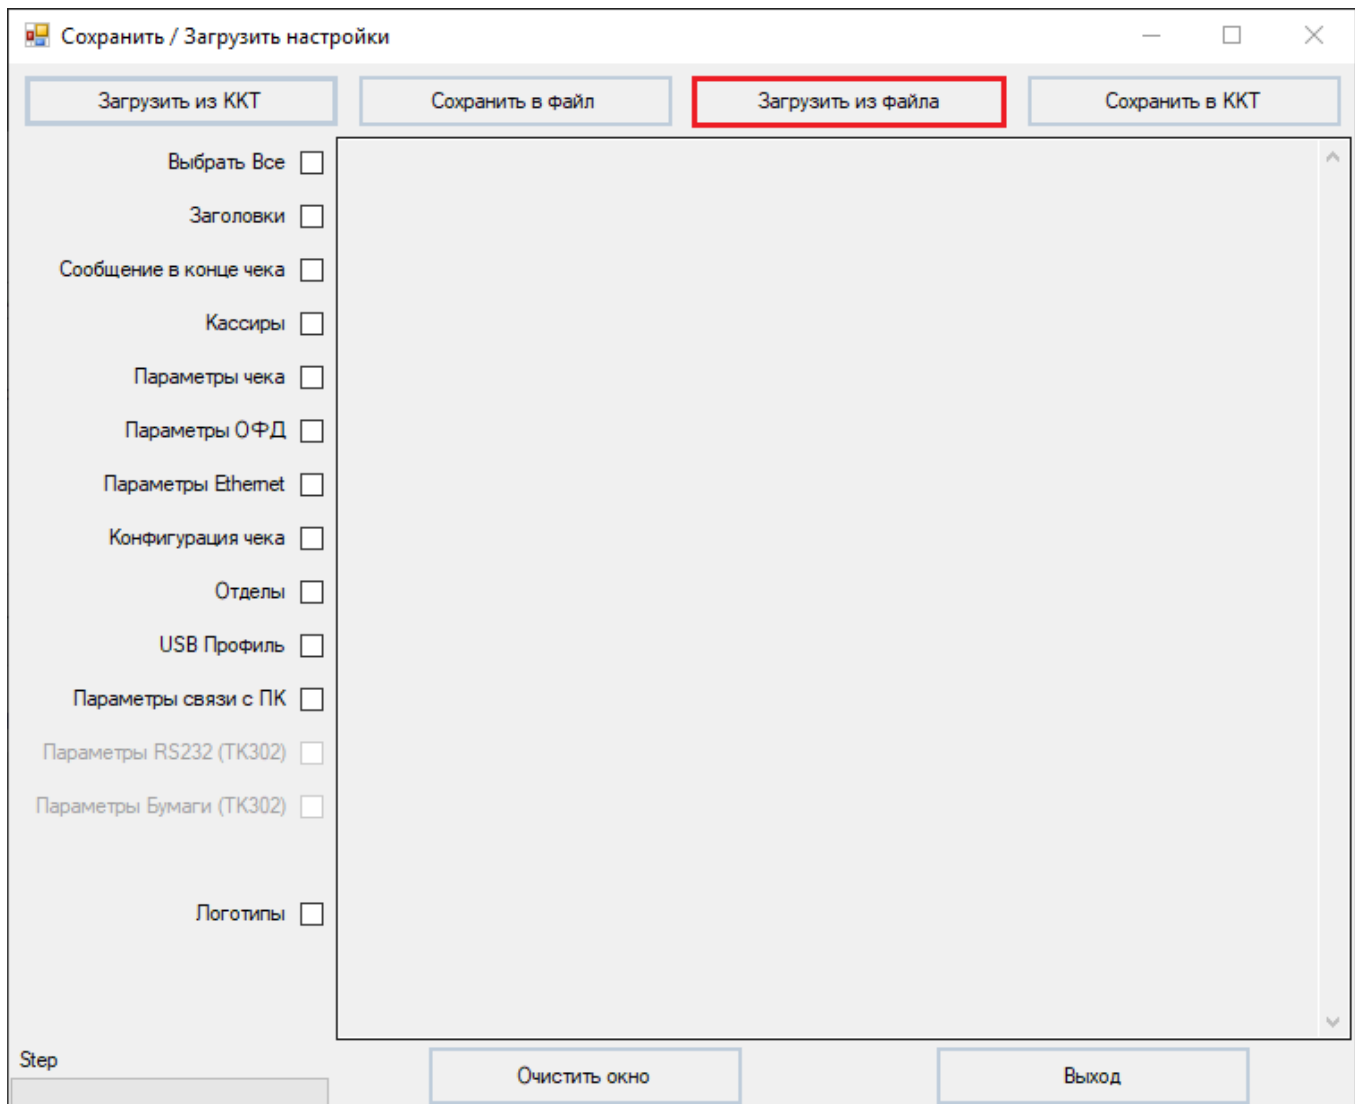 Сохранить / Загрузить настройки
Загрузить из ККТ
Сохранить в файл
Загрузить из файла
Сохранить в ККТ
Выбрать Все
Заголовки
Сообщение в конце чека
Кассиры
Параметры чека
Параметры ОФД
Параметры Ethernet
Конфигурация чека
Отделы
USB Профиль
Параметры связи с ПК
Параметры RS232 (TK302)
Параметры Бумаги (TK302)
Логотипы
Step
Очистить окно
Выход